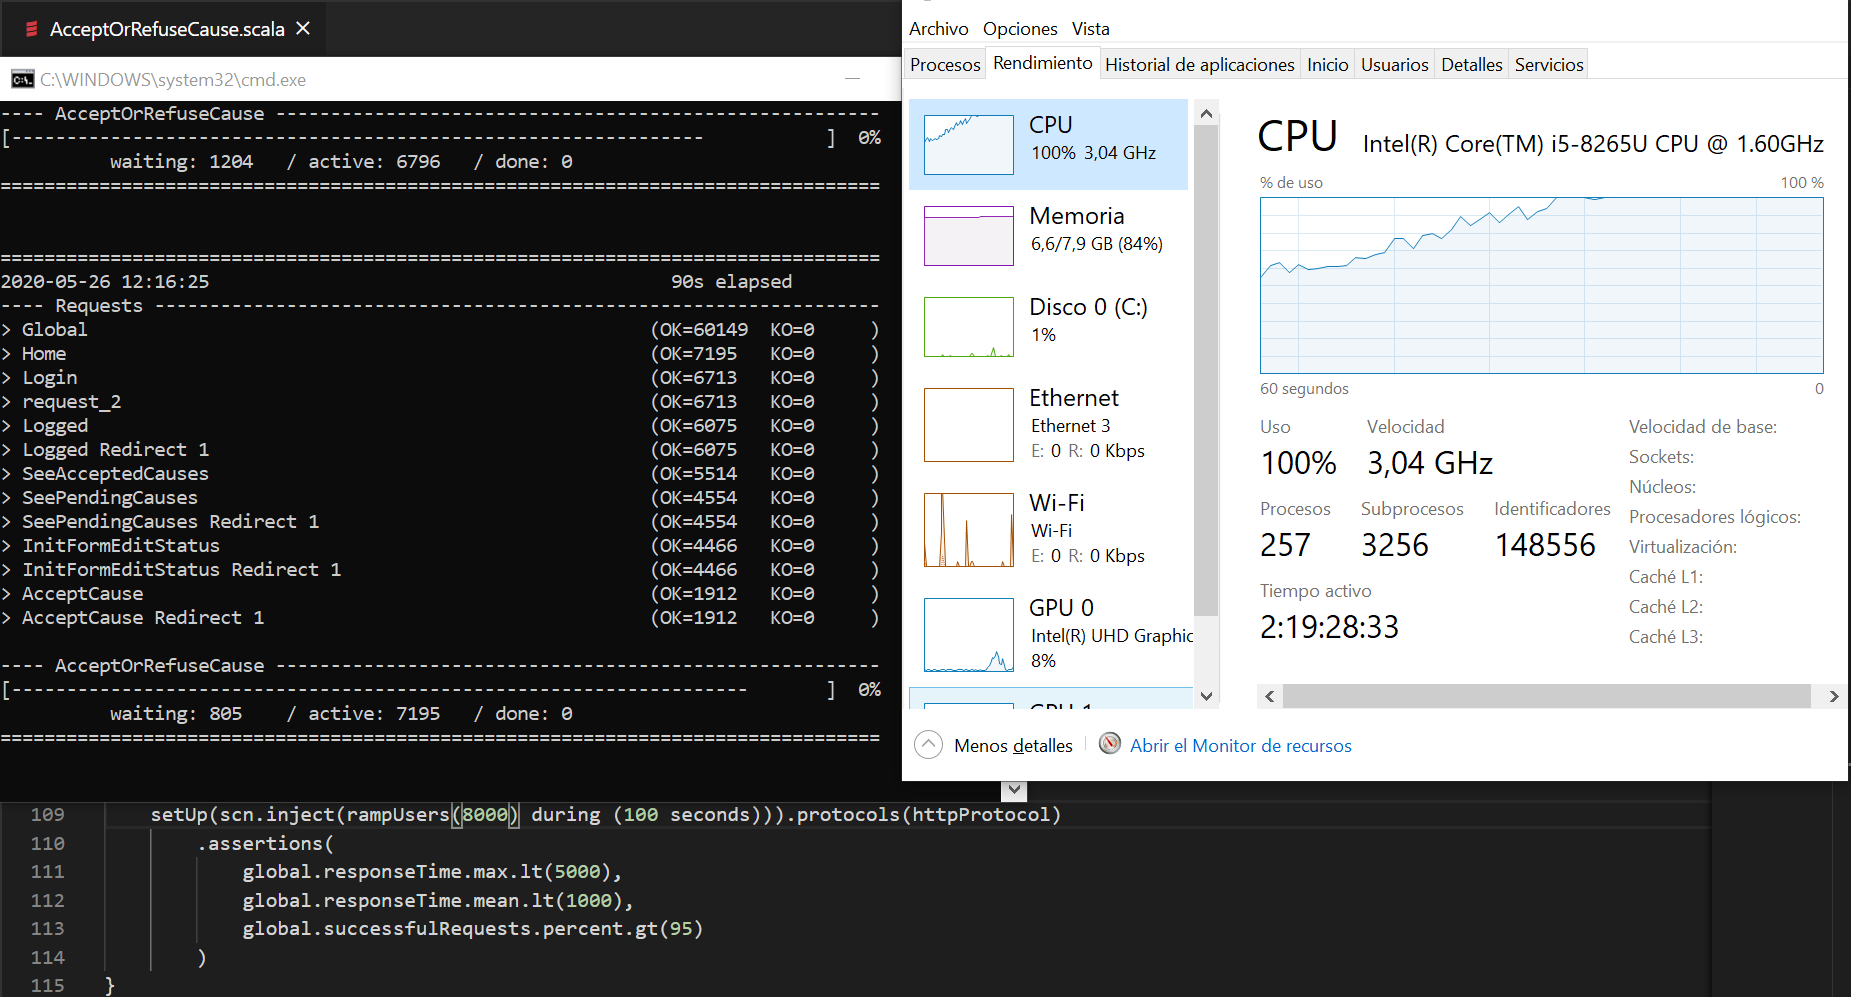 AcceptOrRefuseCause.scala
C:\WINDOWS\system32\cmd.exe
---- AcceptOrRefuseCause -------------------------------------------------------
[---------------------------------------------------------------           ]  0%
          waiting: 1204   / active: 6796   / done: 0
================================================================================
================================================================================
2020-05-26 12:16:25                                          90s elapsed
---- Requests ------------------------------------------------------------------
> Global                                                   (OK=60149  KO=0     )
> Home                                                     (OK=7195   KO=0     )
> Login                                                    (OK=6713   KO=0     )
> request_2                                                (OK=6713   KO=0     )
> Logged                                                   (OK=6075   KO=0     )
> Logged Redirect 1                                        (OK=6075   KO=0     )
> SeeAcceptedCauses                                        (OK=5514   KO=0     )
> SeePendingCauses                                         (OK=4554   KO=0     )
> SeePendingCauses Redirect 1                              (OK=4554   KO=0     )
> InitFormEditStatus                                       (OK=4466   KO=0     )
> InitFormEditStatus Redirect 1                            (OK=4466   KO=0     )
> AcceptCause                                              (OK=1912   KO=0     )
> AcceptCause Redirect 1                                   (OK=1912   KO=0     )
---- AcceptOrRefuseCause -------------------------------------------------------
[-------------------------------------------------------------------       ]  0%
          waiting: 805    / active: 7195   / done: 0
================================================================================
Archivo Opciones Vista
Procesos Rendimiento Historial de aplicaciones Inicio Usuarios Detalles Servicios
CPU
100% 3,04 GHz
Memoria
6,6/7,9 GB (84%)
Disco 0 (C:)
1%
Ethernet
Ethernet 3
E: 0 R: 0 Kbps
Wi-Fi
Wi-Fi
E: 0 R: 0 Kbps
GPU 0
Intel(R) UHD Graphic
8%
GPU 1
CPU Intel(R) Core(TM) i5-8265U CPU @ 1.60GHz
% de uso 100 %
60 segundos 0
Uso Velocidad
100% 3,04 GHz
Procesos Subprocesos Identificadores
257 3256 148556
Tiempo activo
2:19:28:33
Velocidad de base:
Sockets:
Núcleos:
Procesadores lógicos:
Virtualización:
Caché L1:
Caché L2:
Caché L3:
Menos detalles Abrir el Monitor de recursos
109 setUp(scn.inject(rampUsers(8000) during (100 seconds))).protocols(httpProtocol)
110 .assertions(
111 global.responseTime.max.lt(5000),
112 global.responseTime.mean.lt(1000),
113 global.successfulRequests.percent.gt(95)
114 )
115 }